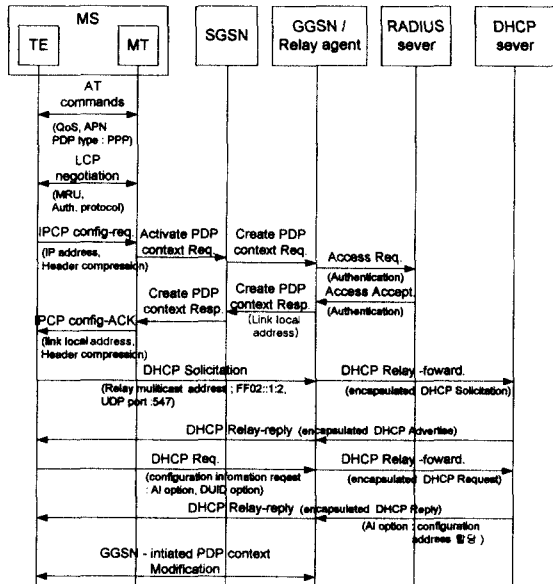 MS
TE
MT
SGSN
GGSN /
Relay agent
RADIUS
sever
DHCP
sever
AT
commands
(QoS, APN
PDP type : PPP)
LCP
negotiation
(MRU,
Auth. protocol)
IPCP config-req.
(IP address,
Header compression)
Activate PDP
context Req.
Create PDP
context Req.
Access Req.
(Authentication)
Access Accept.
(Authentication)
Create PDP
context Resp.
(Link local
address)
Create PDP
context Resp.
IPCP config-ACK
(link local address,
Header compression)
DHCP Solicitation
(Relay muliticast address ; FF02::1:2,
UDP port :547)
DHCP Relay -foward.
(encapsulated DHCP Solicitation)
DHCP Relay-reply (encapsulated DHCP Advertise)
DHCP Req.
(configuration infomation reqest
: AI option, DUID option)
DHCP Relay -foward.
(encapsulated DHCP Request)
DHCP Relay-reply (encapsulated DHCP Reply)
(AI option : configuration
address 할당 )
GGSN - intiated PDP context
Modification